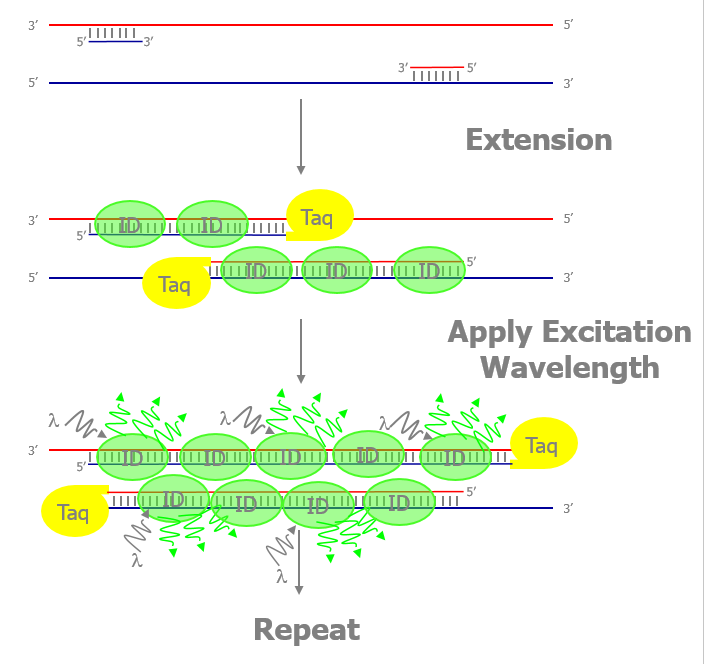 3’ 5’
5’ 3’
3’ 5’
5’ 3’
Extension
ID ID Taq
3’ 5’
5’
Taq ID ID ID 5’
5’ 3’
Apply Excitation
Wavelength
λ λ λ
3’ ID ID ID ID ID Taq
5’
Taq ID ID ID ID 5’
3’
λ λ
Repeat